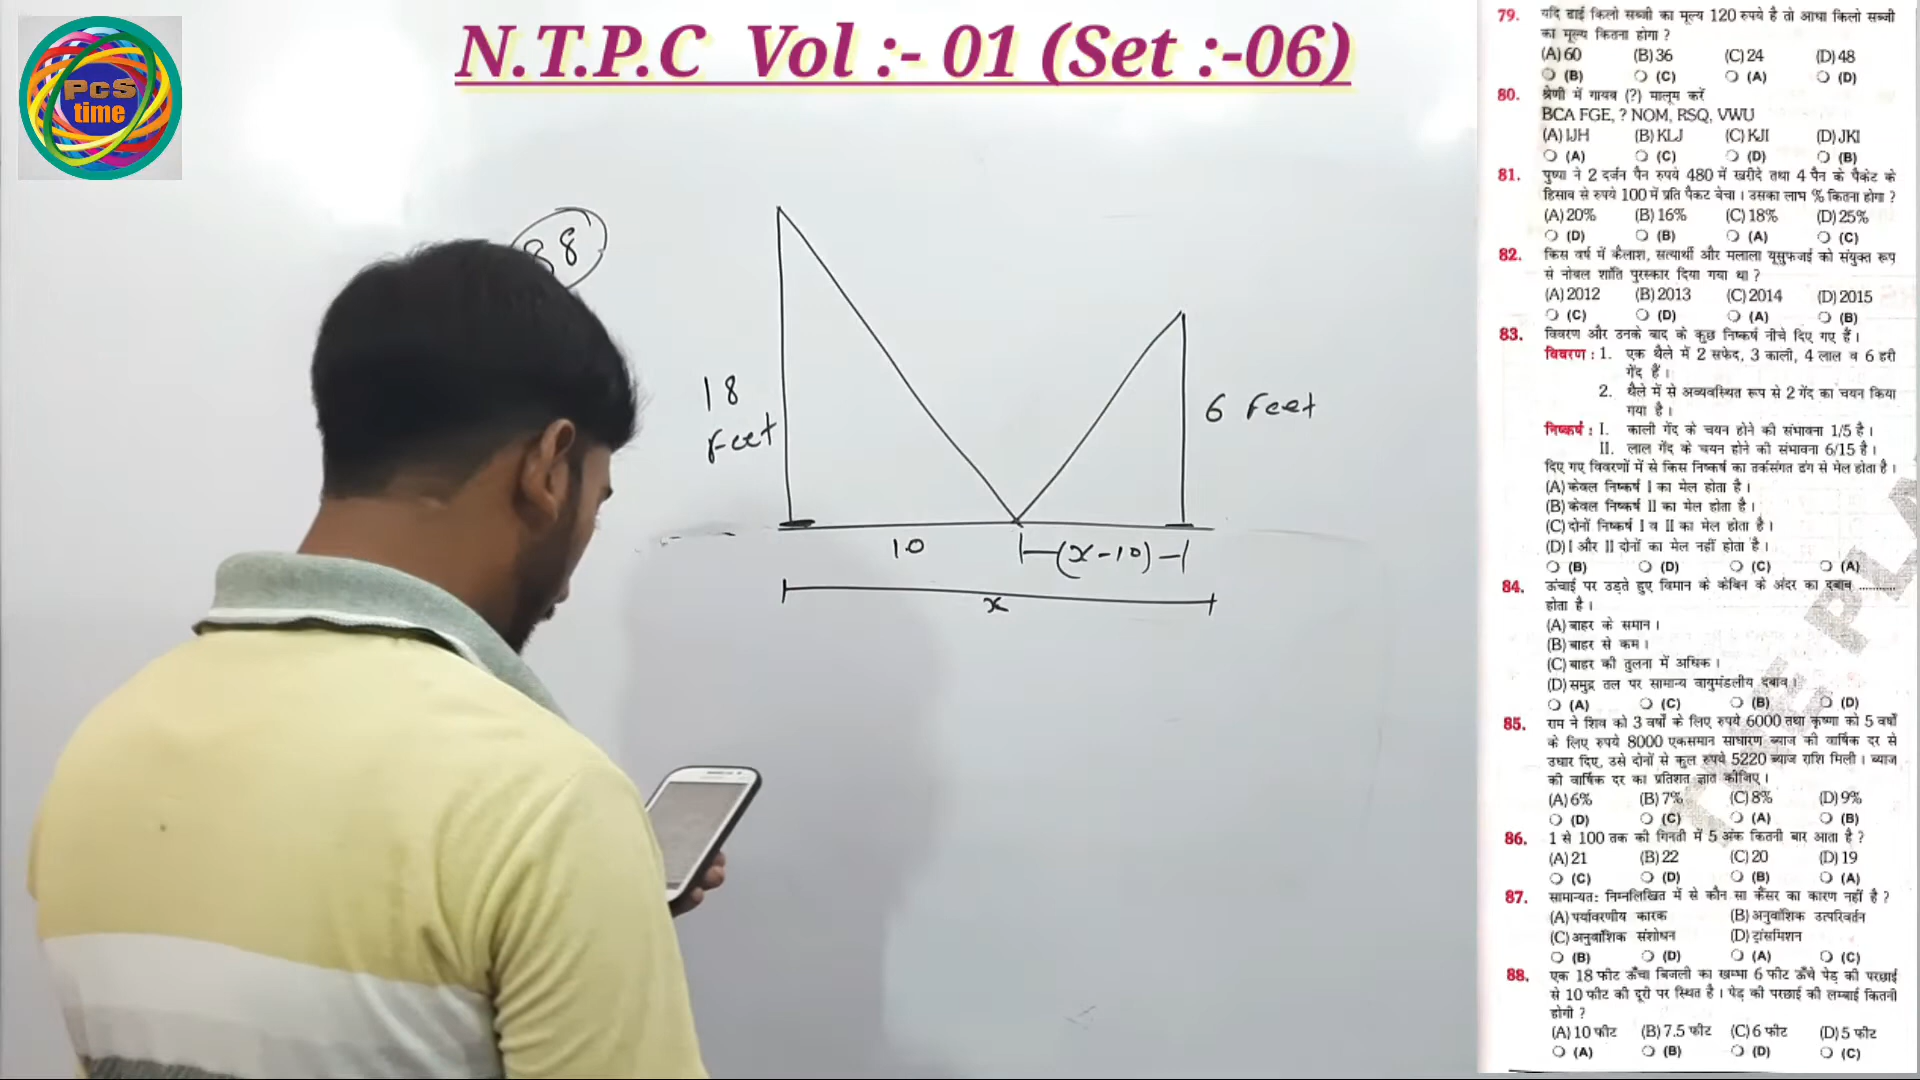 PCS
time
N.T.P.C Vol :- 01 (Set :-06)
88
18
Feet
6 Feet
10
(x-10)
x
79. यदि ढाई किलो सब्जी का मूल्य 120 रुपये है तो आधा किलो सब्जी
का मूल्य कितना होगा ?
(A) 60 (B) 36 (C) 24 (D) 48
(B) (C) (A) (D)
80. श्रेणी में गायब (?) मालूम करें
BCA FGE, ? NOM, RSQ, VWU
(A) IJH (B) KLJ (C) KJI (D) JKI
(A) (C) (D) (B)
81. पुष्पा ने 2 दर्जन पैन रुपये 480 में खरीदे तथा 4 पैन के पैकेट के
हिसाब से रुपये 100 में प्रति पैकट बेचा । उसका लाभ % कितना होगा ?
(A) 20% (B) 16% (C) 18% (D) 25%
(D) (B) (A) (C)
82. किस वर्ष में कैलाश, सत्यार्थी और मलाला यूसुफजई को संयुक्त रूप
से नोबल शांति पुरस्कार दिया गया था ?
(A) 2012 (B) 2013 (C) 2014 (D) 2015
(C) (D) (A) (B)
83. विवरण और उनके बाद के कुछ निष्कर्ष नीचे दिए गए हैं ।
विवरण : 1. एक थैले में 2 सफेद, 3 काली, 4 लाल व 6 हरी
गेंद हैं ।
2. थैले में से अव्यवस्थित रूप से 2 गेंद का चयन किया
गया है ।
निष्कर्ष : I. काली गेंद के चयन होने की संभावना 1/5 है ।
II. लाल गेंद के चयन होने की संभावना 6/15 है ।
दिए गए विवरणों में से किस निष्कर्ष का तर्कसंगत ढंग से मेल होता है ।
(A) केवल निष्कर्ष I का मेल होता है ।
(B) केवल निष्कर्ष II का मेल होता है ।
(C) दोनों निष्कर्ष I व II का मेल होता है ।
(D) I और II दोनों का मेल नहीं होता है ।
(B) (D) (C) (A)
84. ऊंचाई पर उड़ते हुए विमान के केबिन के अंदर का दबाब ...........
होता है ।
(A) बाहर के समान ।
(B) बाहर से कम ।
(C) बाहर की तुलना में अधिक ।
(D) समुद्र तल पर सामान्य वायुमंडलीय दबाव ।
(A) (C) (B) (D)
85. राम ने शिव को 3 वर्षों के लिए रुपये 6000 तथा कृष्णा को 5 वर्षों
के लिए रुपये 8000 एकसमान साधारण ब्याज की वार्षिक दर से
उधार दिए, उसे दोनों से कुल रुपये 5220 ब्याज राशि मिली । ब्याज
की वार्षिक दर का प्रतिशत ज्ञात कीजिए ।
(A) 6% (B) 7% (C) 8% (D) 9%
(D) (C) (A) (B)
86. 1 से 100 तक की गिनती में 5 अंक कितनी बार आता है ?
(A) 21 (B) 22 (C) 20 (D) 19
(C) (D) (B) (A)
87. सामान्यतः निम्नलिखित में से कौन सा कैंसर का कारण नहीं है ?
(A) पर्यावरणीय कारक (B) अनुवांशिक उत्परिवर्तन
(C) अनुवांशिक संशोधन (D) ट्रांसमिशन
(B) (D) (A) (C)
88. एक 18 फीट ऊँचा बिजली का खम्भा 6 फीट ऊँचे पेड़ की परछाई
से 10 फीट की दूरी पर स्थित है । पेड़ की परछाई की लम्बाई कितनी
होगी ?
(A) 10 फीट (B) 7.5 फीट (C) 6 फीट (D) 5 फीट
(A) (B) (D) (C)